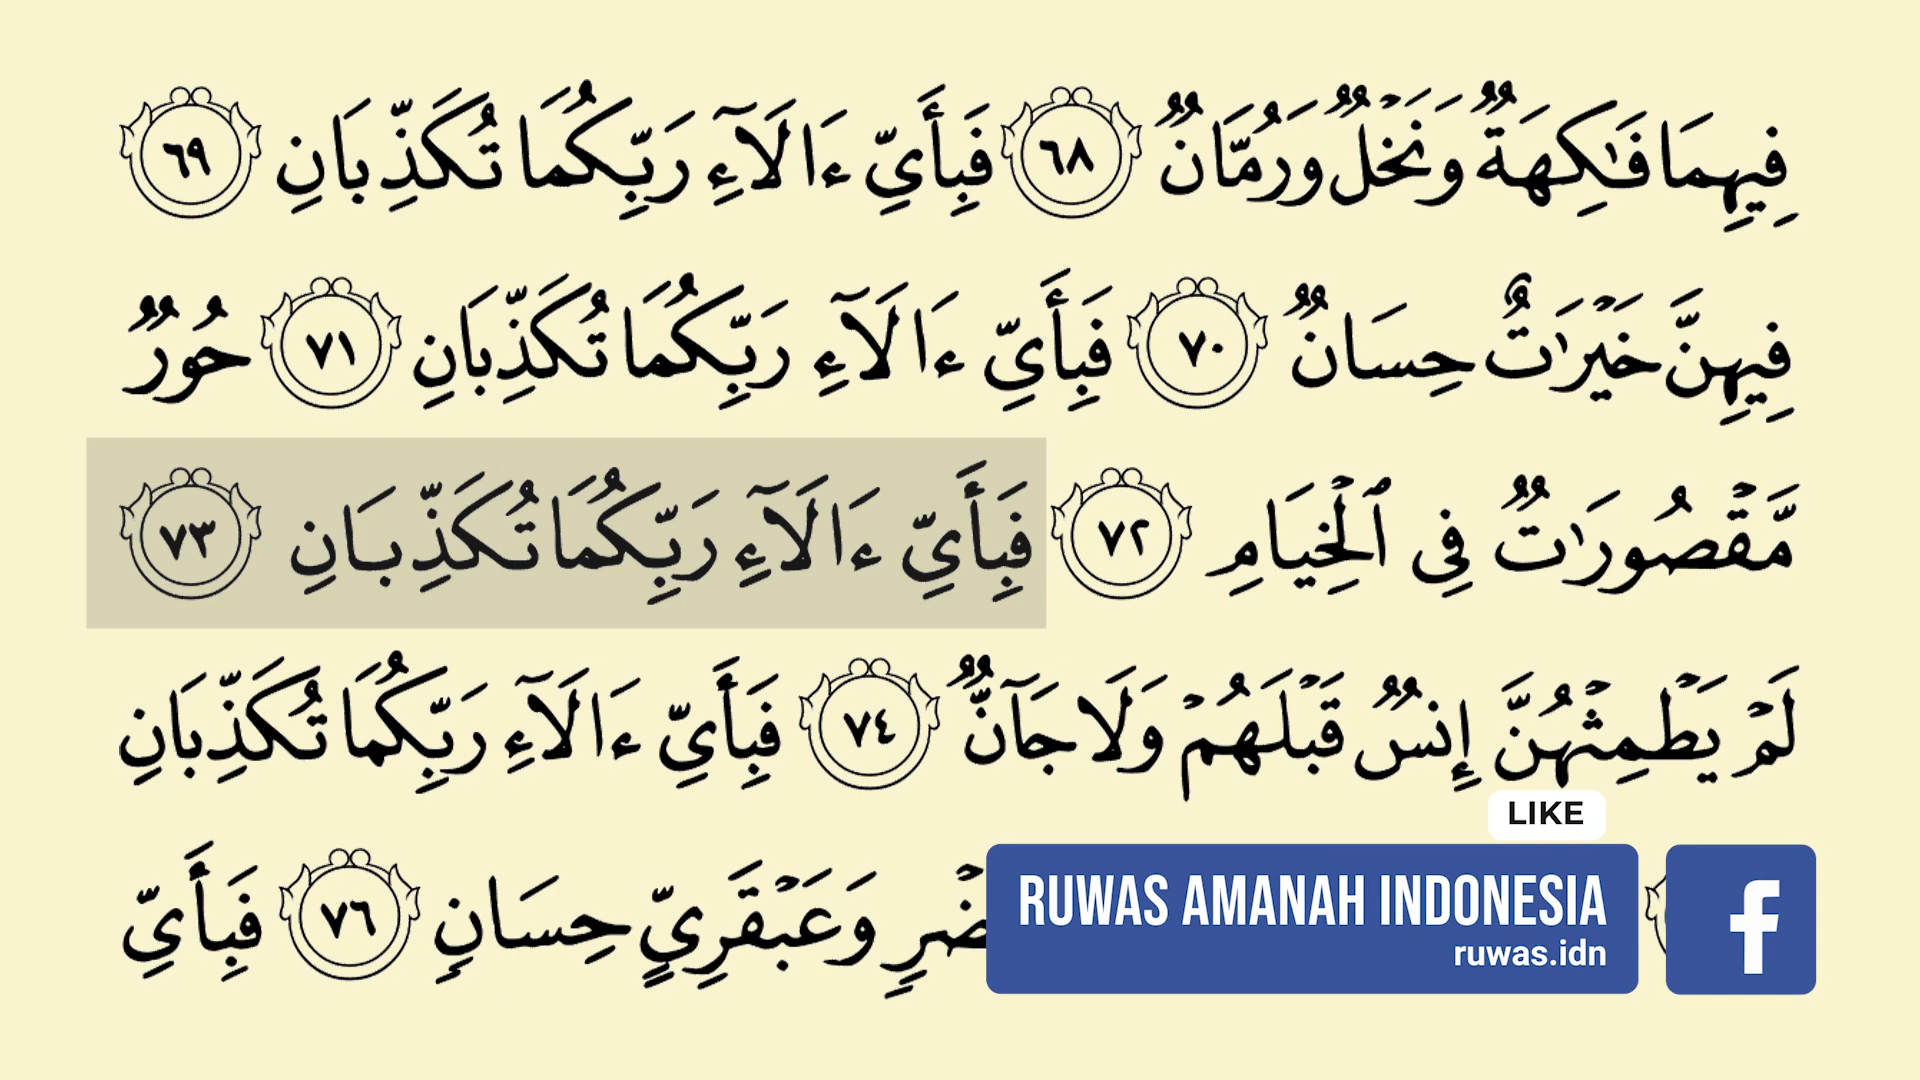 فِيهِمَا فَٰكِهَةٌ وَنَخْلٌ وَرُمَّانٌ ٦٨ فَبِأَيِّ ءَالَآءِ رَبِّكُمَا تُكَذِّبَانِ ٦٩
فِيهِنَّ خَيْرَٰتٌ حِسَانٌ ٧٠ فَبِأَيِّ ءَالَآءِ رَبِّكُمَا تُكَذِّبَانِ ٧١ حُورٌ
مَّقْصُورَٰتٌ فِى ٱلْخِيَامِ ٧٢ فَبِأَيِّ ءَالَآءِ رَبِّكُمَا تُكَذِّبَانِ ٧٣
لَمْ يَطْمِثْهُنَّ إِنسٌ قَبْلَهُمْ وَلَا جَآنٌّ ٧٤ فَبِأَيِّ ءَالَآءِ رَبِّكُمَا تُكَذِّبَانِ
وَعَبْقَرِيٍّ حِسَانٍ ٧٦ فَبِأَيِّ
LIKE
RUWAS AMANAH INDONESIA
ruwas.idn